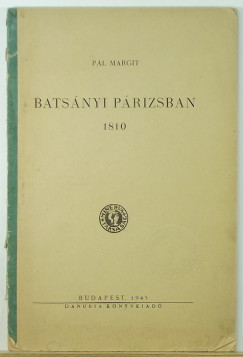 PÁL MARGIT
BATSÁNYI PÁRIZSBAN
1810
BUDAPEST, 1943
DANUBIA KÖNYVKIADÓ